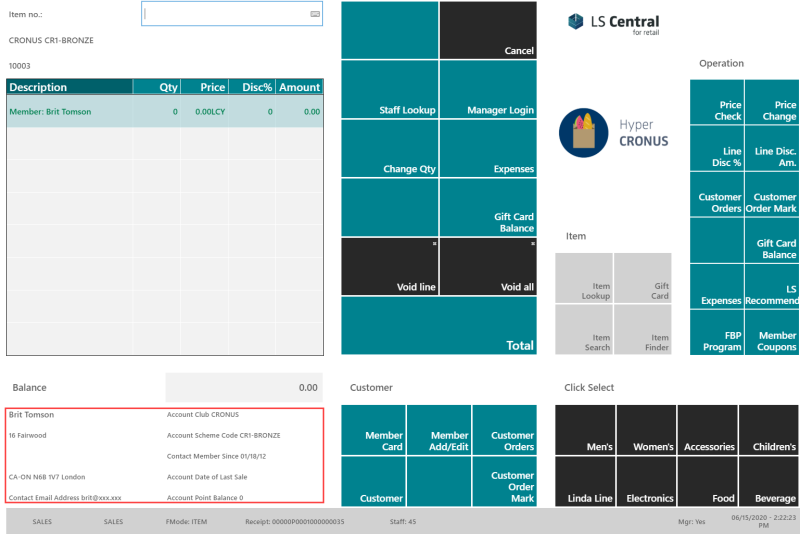 Item no.:
CRONUS CR1-BRONZE
10003
Description Qty Price Disc% Amount
Member: Brit Tomson 0 0.00LCY 0 0.00
Cancel
Staff Lookup
Manager Login
Change Qty
Expenses
Gift Card
Balance
Void line
Void all
Total
LS Central
for retail
Hyper
CRONUS
Item
Item
Lookup
Gift
Card
Item
Search
Item
Finder
Operation
Price
Check
Price
Change
Line
Disc %
Line Disc.
Am.
Customer
Orders
Customer
Order Mark
Gift Card
Balance
Expenses
LS
Recommend
FBP
Program
Member
Coupons
Balance 0.00
Brit Tomson Account Club CRONUS
16 Fairwood Account Scheme Code CR1-BRONZE
Contact Member Since 01/18/12
CA-ON N6B 1V7 London Account Date of Last Sale
Contact Email Address brit@xxx.xxx Account Point Balance 0
Customer
Member
Card
Member
Add/Edit
Customer
Orders
Customer
Customer
Order
Mark
Click Select
Men's
Women's
Accessories
Children's
Linda Line
Electronics
Food
Beverage
SALES SALES FMode: ITEM Receipt: 00000P0001000000035 Staff: 45 Mgr: Yes 06/15/2020 - 2:22:23
PM